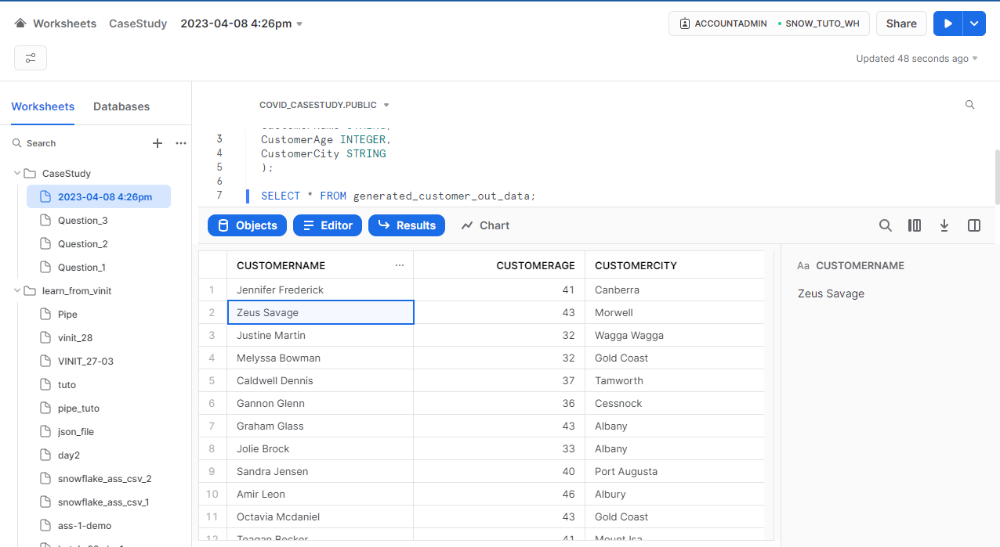 Worksheets CaseStudy 2023-04-08 4:26pm
ACCOUNTADMIN SNOW_TUTO_WH Share
Updated 48 seconds ago
Worksheets Databases
Search
CaseStudy
2023-04-08 4:26pm
Question_3
Question_2
Question_1
learn_from_vinit
Pipe
vinit_28
VINIT_27-03
tuto
pipe_tuto
json_file
day2
snowflake_ass_csv_2
snowflake_ass_csv_1
ass-1-demo
COVID_CASESTUDY.PUBLIC
3 CustomerAge INTEGER,
4 CustomerCity STRING
5 );
6
7 SELECT * FROM generated_customer_out_data;
Objects Editor Results Chart
CUSTOMERNAME ... CUSTOMERAGE CUSTOMERCITY
1 Jennifer Frederick 41 Canberra
2 Zeus Savage 43 Morwell
3 Justine Martin 32 Wagga Wagga
4 Melyssa Bowman 32 Gold Coast
5 Caldwell Dennis 37 Tamworth
6 Gannon Glenn 36 Cessnock
7 Graham Glass 43 Albany
8 Jolie Brock 33 Albany
9 Sandra Jensen 40 Port Augusta
10 Amir Leon 46 Albury
11 Octavia Mcdaniel 43 Gold Coast
12 Teagan Becker 41 Mount Isa
Aa CUSTOMERNAME
Zeus Savage